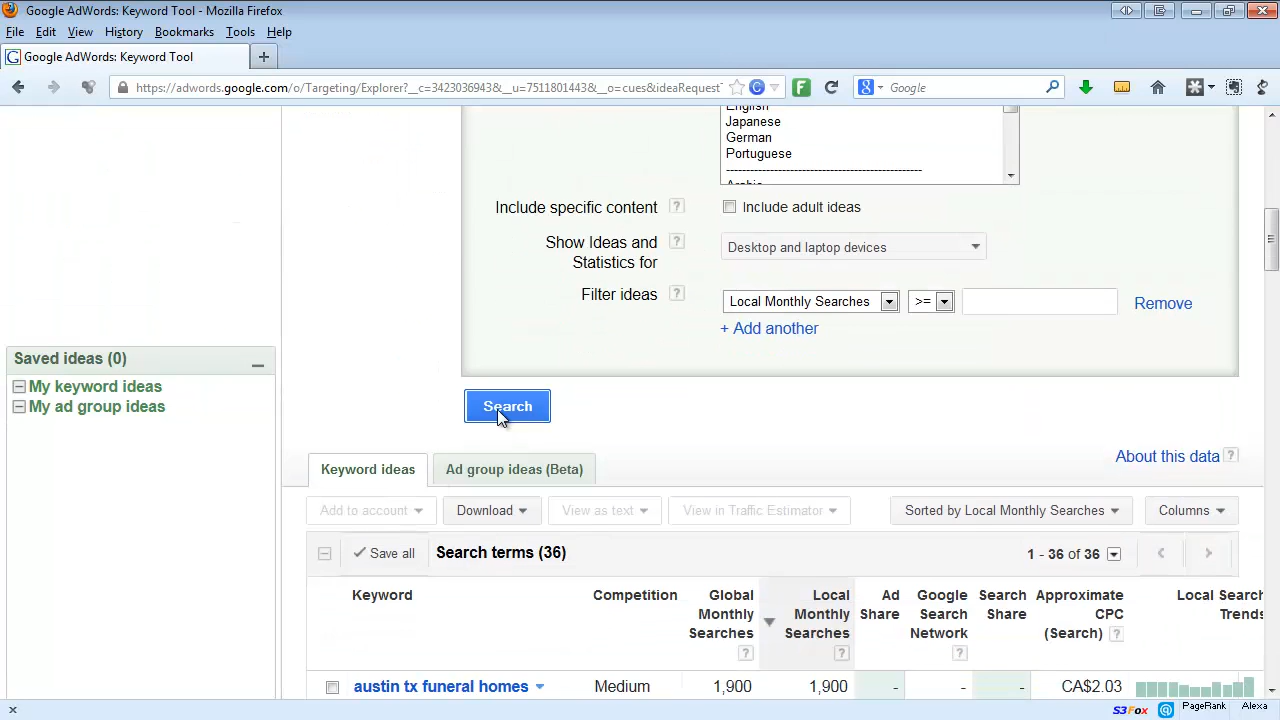 Google AdWords: Keyword Tool - Mozilla Firefox
File Edit View History Bookmarks Tools Help
Google AdWords: Keyword Tool
https://adwords.google.com/o/Targeting/Explorer?__c=3423036943&__u=7511801443&__o=cues&ideaRequestT
Google
English
Japanese
German
Portuguese
Arabic
Include specific content ? Include adult ideas
Show Ideas and Statistics for ? Desktop and laptop devices
Filter ideas ? Local Monthly Searches >= Remove
+ Add another
Saved ideas (0)
My keyword ideas
My ad group ideas
Search
About this data ?
Keyword ideas Ad group ideas (Beta)
Add to account Download View as text View in Traffic Estimator Sorted by Local Monthly Searches Columns
Save all Search terms (36) 1 - 36 of 36
Keyword Competition Global Monthly Searches ? Local Monthly Searches ? Ad Share Google Search Network ? Search Share Approximate CPC (Search) ? Local Search Trends
austin tx funeral homes Medium 1,900 1,900 - - - CA$2.03
S3Fox @ PageRank Alexa